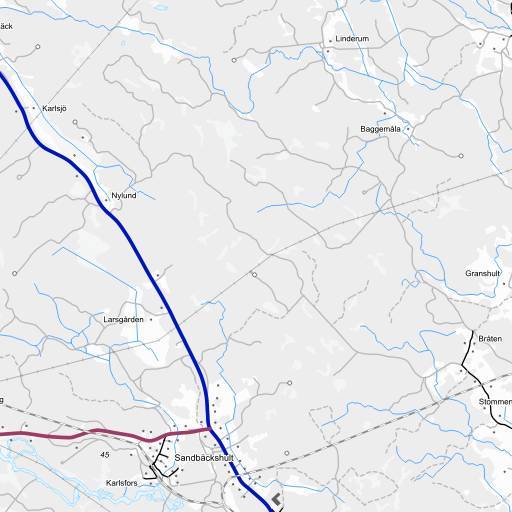 äck
Linderum
Karlsjö
Baggemåla
Nylund
Granshult
Larsgården
Bråten
Stommen
g
45
Sandbäckshult
Karlsfors